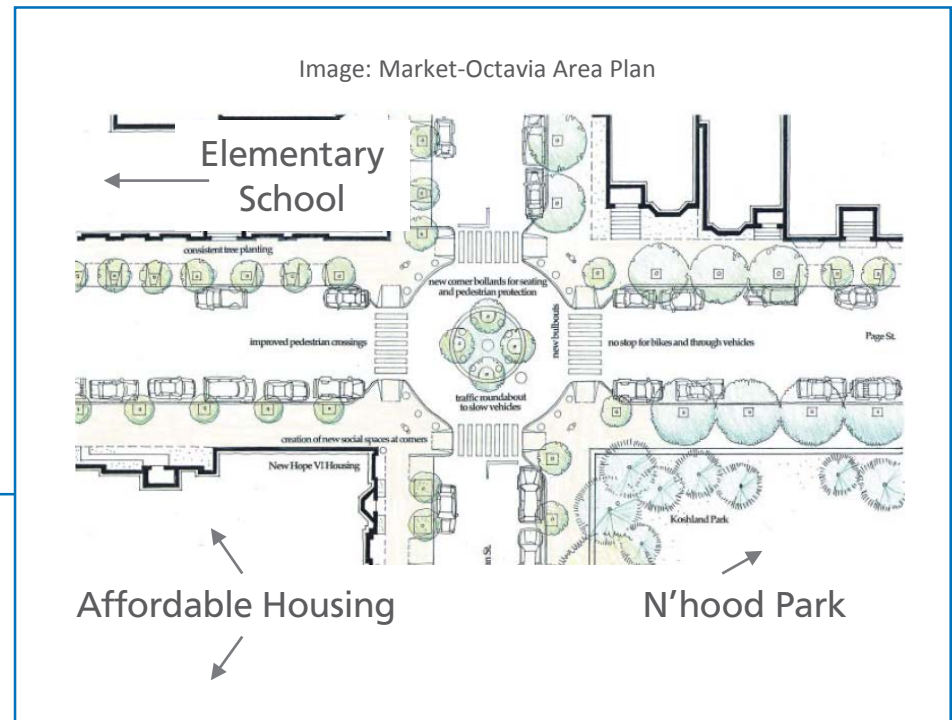 Image: Market-Octavia Area Plan
Elementary
School
consistent tree planting
new corner bollards for seating
and pedestrian protection
improved pedestrian crossings
new bulbouts
no stop for bikes and through vehicles
Page St.
traffic roundabout
to slow vehicles
creation of new social spaces at corners
New Hope VI Housing
Koshland Park
Affordable Housing
N'hood Park